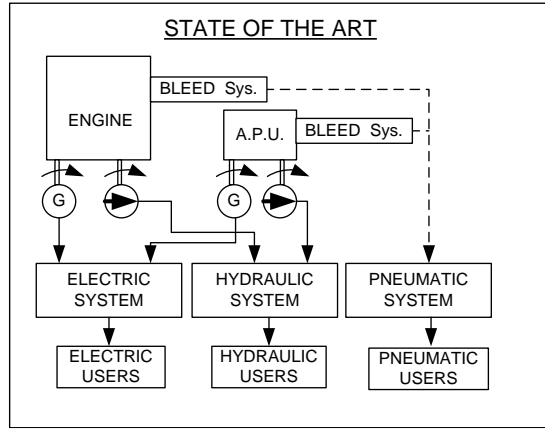 STATE OF THE ART
BLEED Sys.
ENGINE
A.P.U.
BLEED Sys.
G
G
ELECTRIC
SYSTEM
HYDRAULIC
SYSTEM
PNEUMATIC
SYSTEM
ELECTRIC
USERS
HYDRAULIC
USERS
PNEUMATIC
USERS